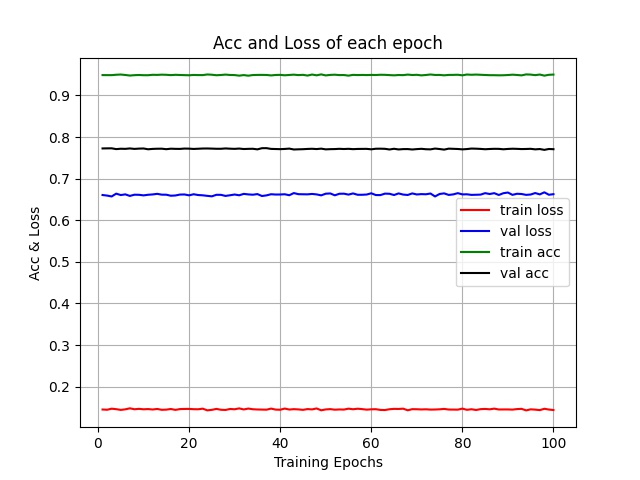 Acc and Loss of each epoch
Acc & Loss
0.9
0.8
0.7
0.6
0.5
0.4
0.3
0.2
train loss
val loss
train acc
val acc
0 20 40 60 80 100
Training Epochs